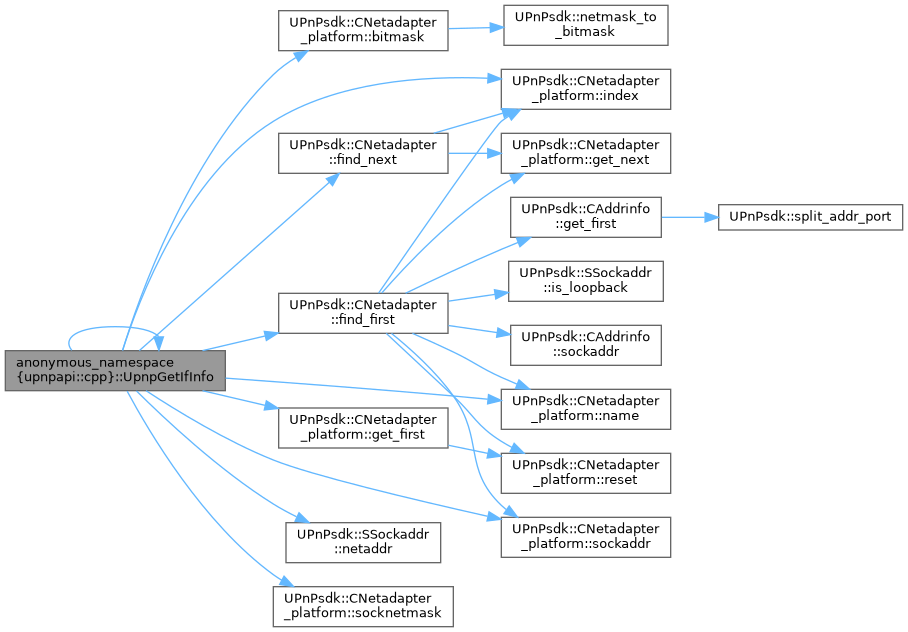 UPnPsdk::CNetadapter
_platform::bitmask
UPnPsdk::netmask_to
_bitmask
UPnPsdk::CNetadapter
_platform::index
UPnPsdk::CNetadapter
::find_next
UPnPsdk::CNetadapter
_platform::get_next
UPnPsdk::CAddrinfo
::get_first
UPnPsdk::split_addr_port
UPnPsdk::SSockaddr
::is_loopback
UPnPsdk::CNetadapter
::find_first
UPnPsdk::CAddrinfo
::sockaddr
anonymous_namespace
{upnpapi::cpp}::UpnpGetIfInfo
UPnPsdk::CNetadapter
_platform::name
UPnPsdk::CNetadapter
_platform::get_first
UPnPsdk::CNetadapter
_platform::reset
UPnPsdk::SSockaddr
::netaddr
UPnPsdk::CNetadapter
_platform::sockaddr
UPnPsdk::CNetadapter
_platform::socknetmask